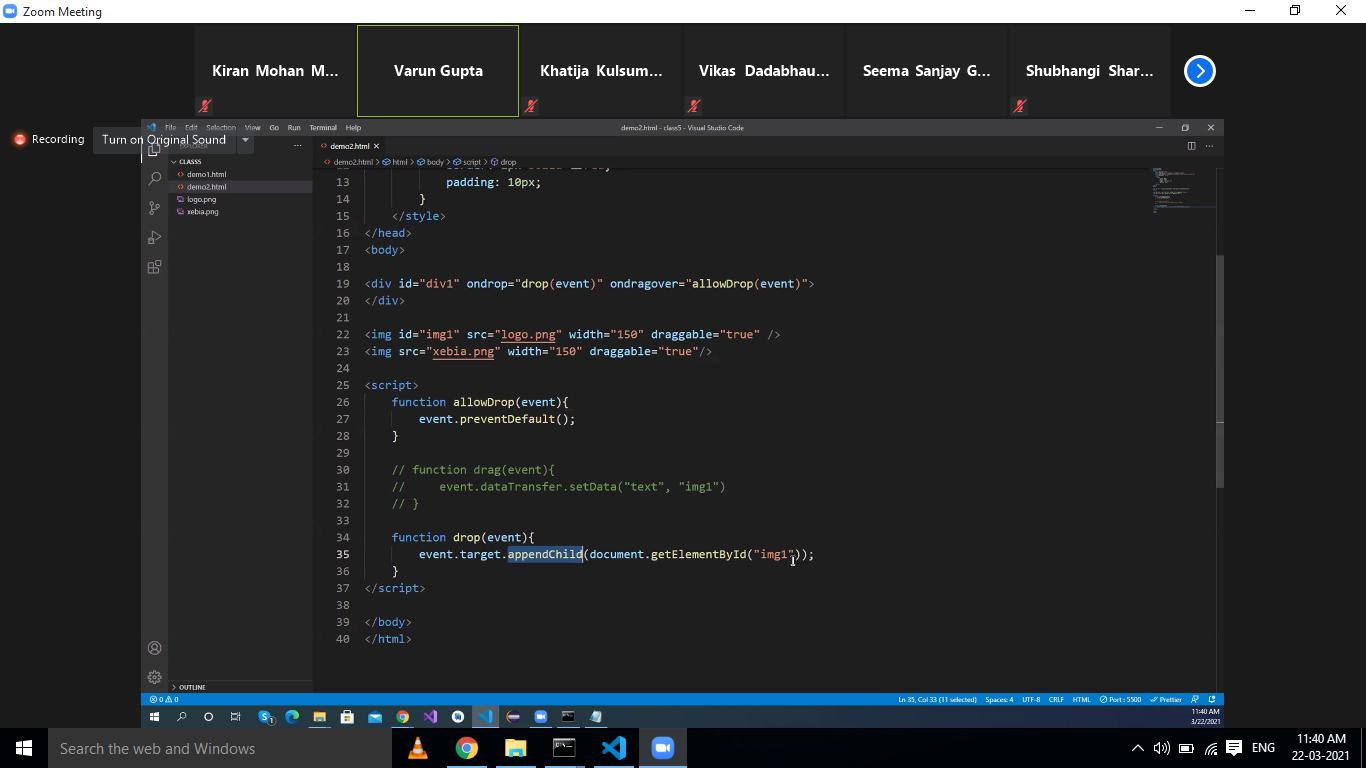 Zoom Meeting
Kiran Mohan M...
Varun Gupta
Khatija Kulsum...
Vikas Dadabhau...
Seema Sanjay G...
Shubhangi Shar...
Recording
Turn on Original Sound
File Edit Selection View Go Run Terminal Help
demo2.html - class5 - Visual Studio Code
demo2.html
demo2.html > html > body > script > drop
CLASS5
demo1.html
demo2.html
logo.png
xebia.png
13 padding: 10px;
14 }
15 </style>
16 </head>
17 <body>
18
19 <div id="div1" ondrop="drop(event)" ondragover="allowDrop(event)">
20 </div>
21
22 <img id="img1" src="logo.png" width="150" draggable="true" />
23 <img src="xebia.png" width="150" draggable="true"/>
24
25 <script>
26 function allowDrop(event){
27 event.preventDefault();
28 }
29
30 // function drag(event){
31 // event.dataTransfer.setData("text", "img1")
32 // }
33
34 function drop(event){
35 event.target.appendChild(document.getElementById("img1"));
36 }
37 </script>
38
39 </body>
40 </html>
OUTLINE
0 0
Ln 35, Col 33 (11 selected) Spaces: 4 UTF-8 CRLF HTML Port : 5500 Prettier
11:40 AM
3/22/2021
Search the web and Windows
ENG
11:40 AM
22-03-2021